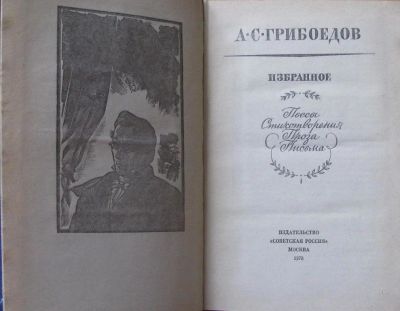 А·С·ГРИБОЕДОВ
ИЗБРАННОЕ
Пьесы
Стихотворения
Проза
Письма
ИЗДАТЕЛЬСТВО
«СОВЕТСКАЯ РОССИЯ»
МОСКВА